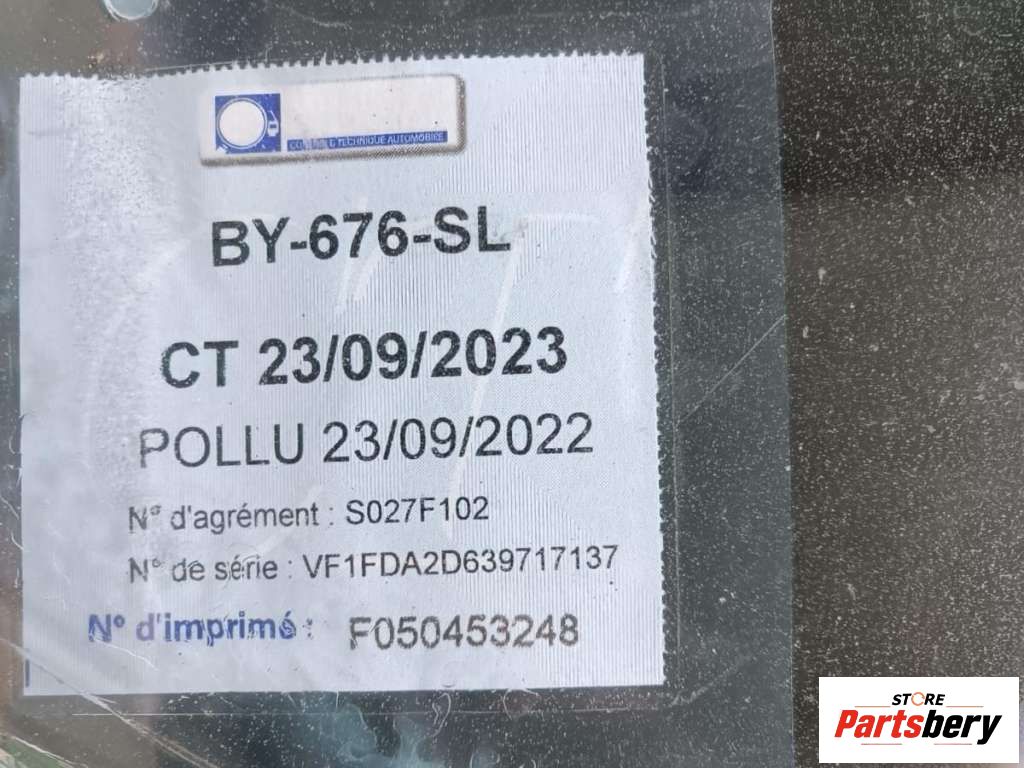 CONTRÔLE TECHNIQUE AUTOMOBILE
BY-676-SL
CT 23/09/2023
POLLU 23/09/2022
N° d'agrément : S027F102
N° de série : VF1FDA2D639717137
N° d'imprimé : F050453248
STORE
Partsbery